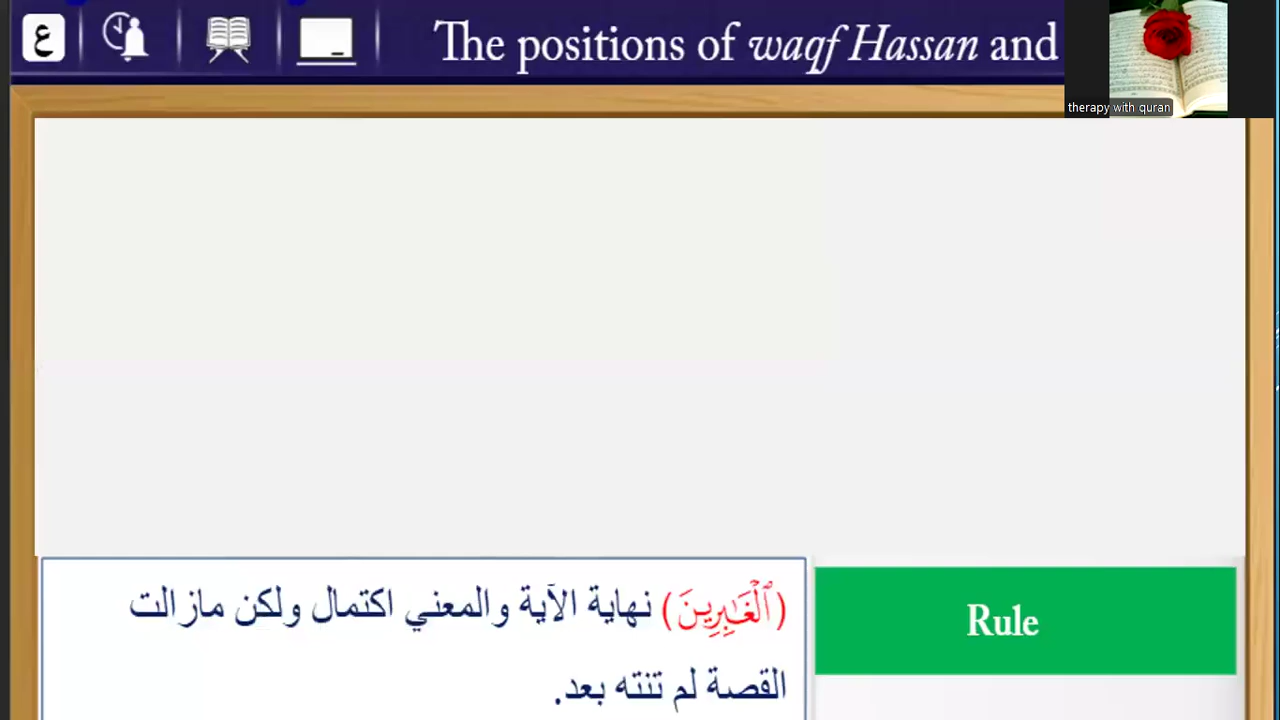 ع
The positions of waqf Hassan and
therapy with quran
(ٱلْغَـٰبِرِينَ) نهاية الآية والمعني اكتمال ولكن مازالت
القصة لم تنته بعد.
Rule